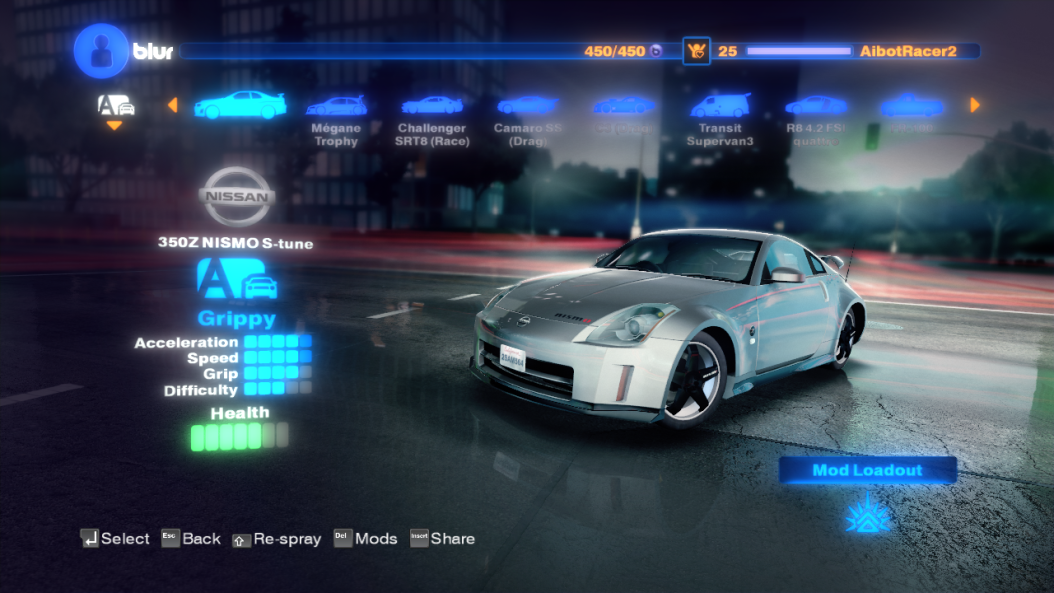 blur
450/450
25
AibotRacer2
A
Mégane
Trophy
Challenger
SRT8 (Race)
Camaro SS
(Drag)
Transit
Supervan3
R8 4.2 FSI
quattro
NISSAN
350Z NISMO S-tune
A
Grippy
Acceleration
Speed
Grip
Difficulty
Health
Mod Loadout
Select
Esc Back
Re-spray
Del Mods
Insert Share